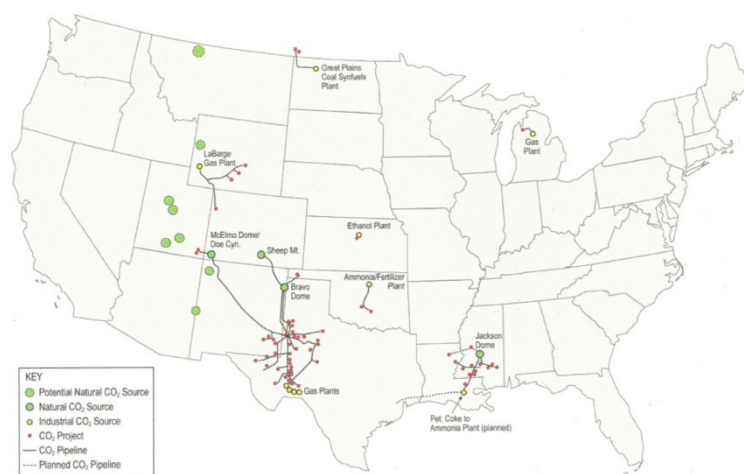 Great Plains
Coal Synfuels
Plant
Gas
Plant
LaBarge
Gas Plant
McElmo Dome/
Doe Cyn.
Sheep Mt.
Ethanol Plant
Bravo
Dome
Ammonia/Fertilizer
Plant
Jackson
Dome
Gas Plants
Pet. Coke to
Ammonia Plant (planned)
KEY
Potential Natural CO₂ Source
Natural CO₂ Source
Industrial CO₂ Source
CO₂ Project
CO₂ Pipeline
Planned CO₂ Pipeline